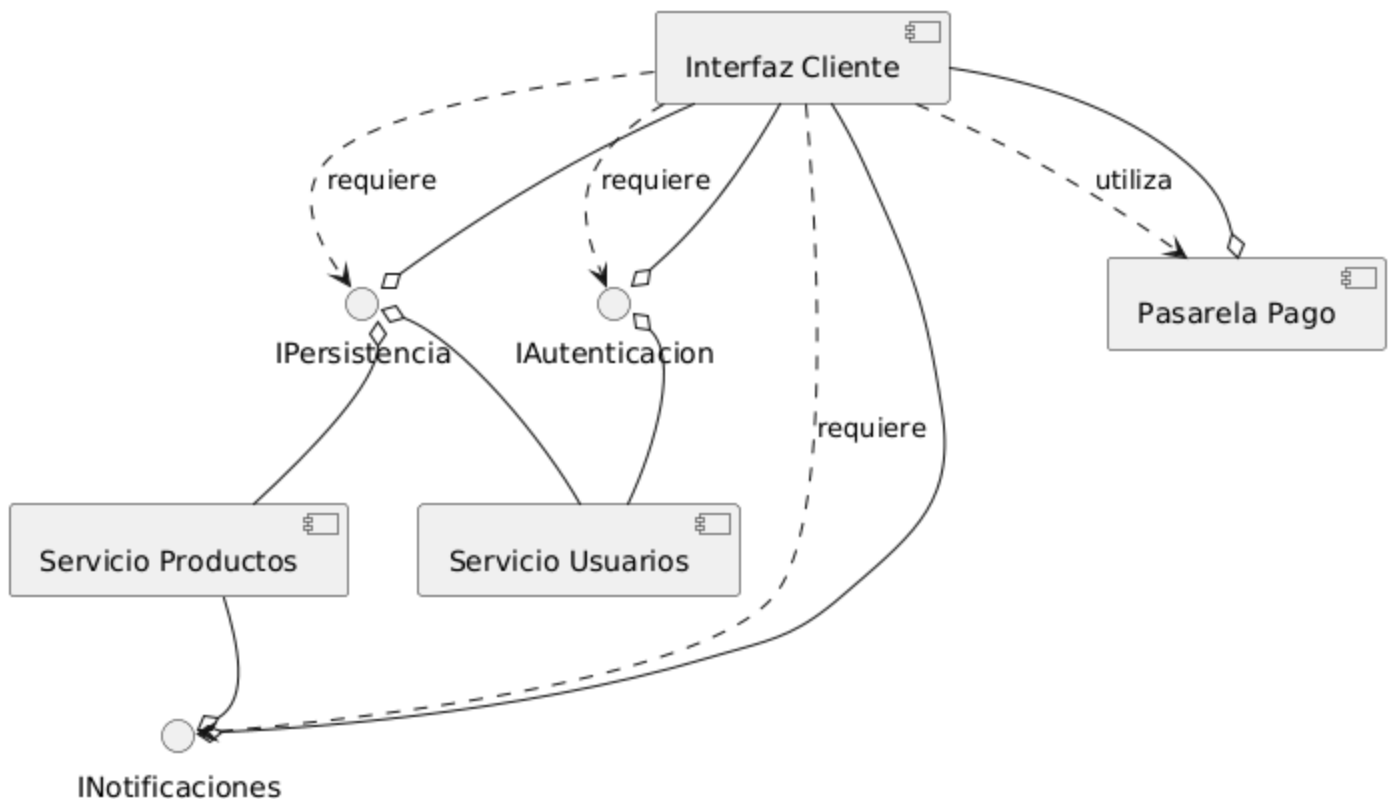 Interfaz Cliente
requiere
requiere
utiliza
IPersistencia
IAutenticacion
Pasarela Pago
requiere
Servicio Productos
Servicio Usuarios
INotificaciones